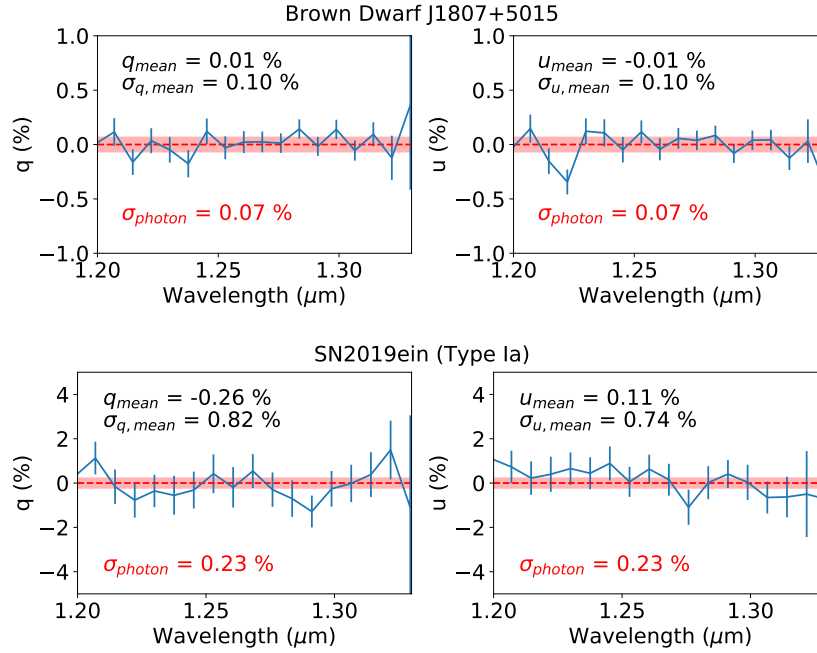 Brown Dwarf J1807+5015
1.0
0.5
0.0
−0.5
−1.0
q (%)
q_mean = 0.01 %
σ_q, mean = 0.10 %
σ_photon = 0.07 %
1.20
1.25
1.30
Wavelength (μm)
1.0
0.5
0.0
−0.5
−1.0
u (%)
u_mean = -0.01 %
σ_u, mean = 0.10 %
σ_photon = 0.07 %
1.20
1.25
1.30
Wavelength (μm)
SN2019ein (Type Ia)
4
2
0
−2
−4
q (%)
q_mean = -0.26 %
σ_q, mean = 0.82 %
σ_photon = 0.23 %
1.20
1.25
1.30
Wavelength (μm)
4
2
0
−2
−4
u (%)
u_mean = 0.11 %
σ_u, mean = 0.74 %
σ_photon = 0.23 %
1.20
1.25
1.30
Wavelength (μm)